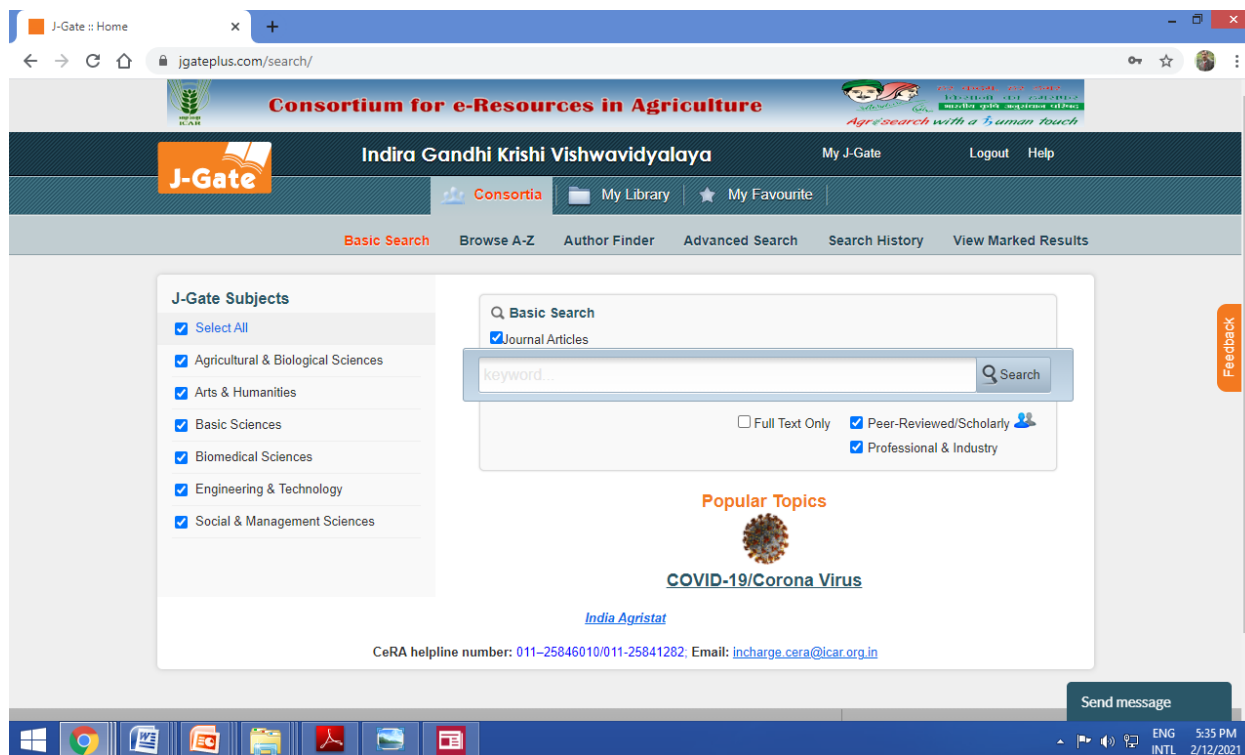 J-Gate :: Home
jgateplus.com/search/
ICAR
Consortium for e-Resources in Agriculture
Agrésearch with a human touch
J-Gate
Indira Gandhi Krishi Vishwavidyalaya
My J-Gate Logout Help
Consortia My Library My Favourite
Basic Search Browse A-Z Author Finder Advanced Search Search History View Marked Results
J-Gate Subjects
Select All
Agricultural & Biological Sciences
Arts & Humanities
Basic Sciences
Biomedical Sciences
Engineering & Technology
Social & Management Sciences
Basic Search
Journal Articles
keyword...
Search
Full Text Only Peer-Reviewed/Scholarly
Professional & Industry
Popular Topics
COVID-19/Corona Virus
India Agristat
CeRA helpline number: 011–25846010/011-25841282; Email: incharge.cera@icar.org.in
Feedback
Send message
ENG 5:35 PM
INTL 2/12/2021